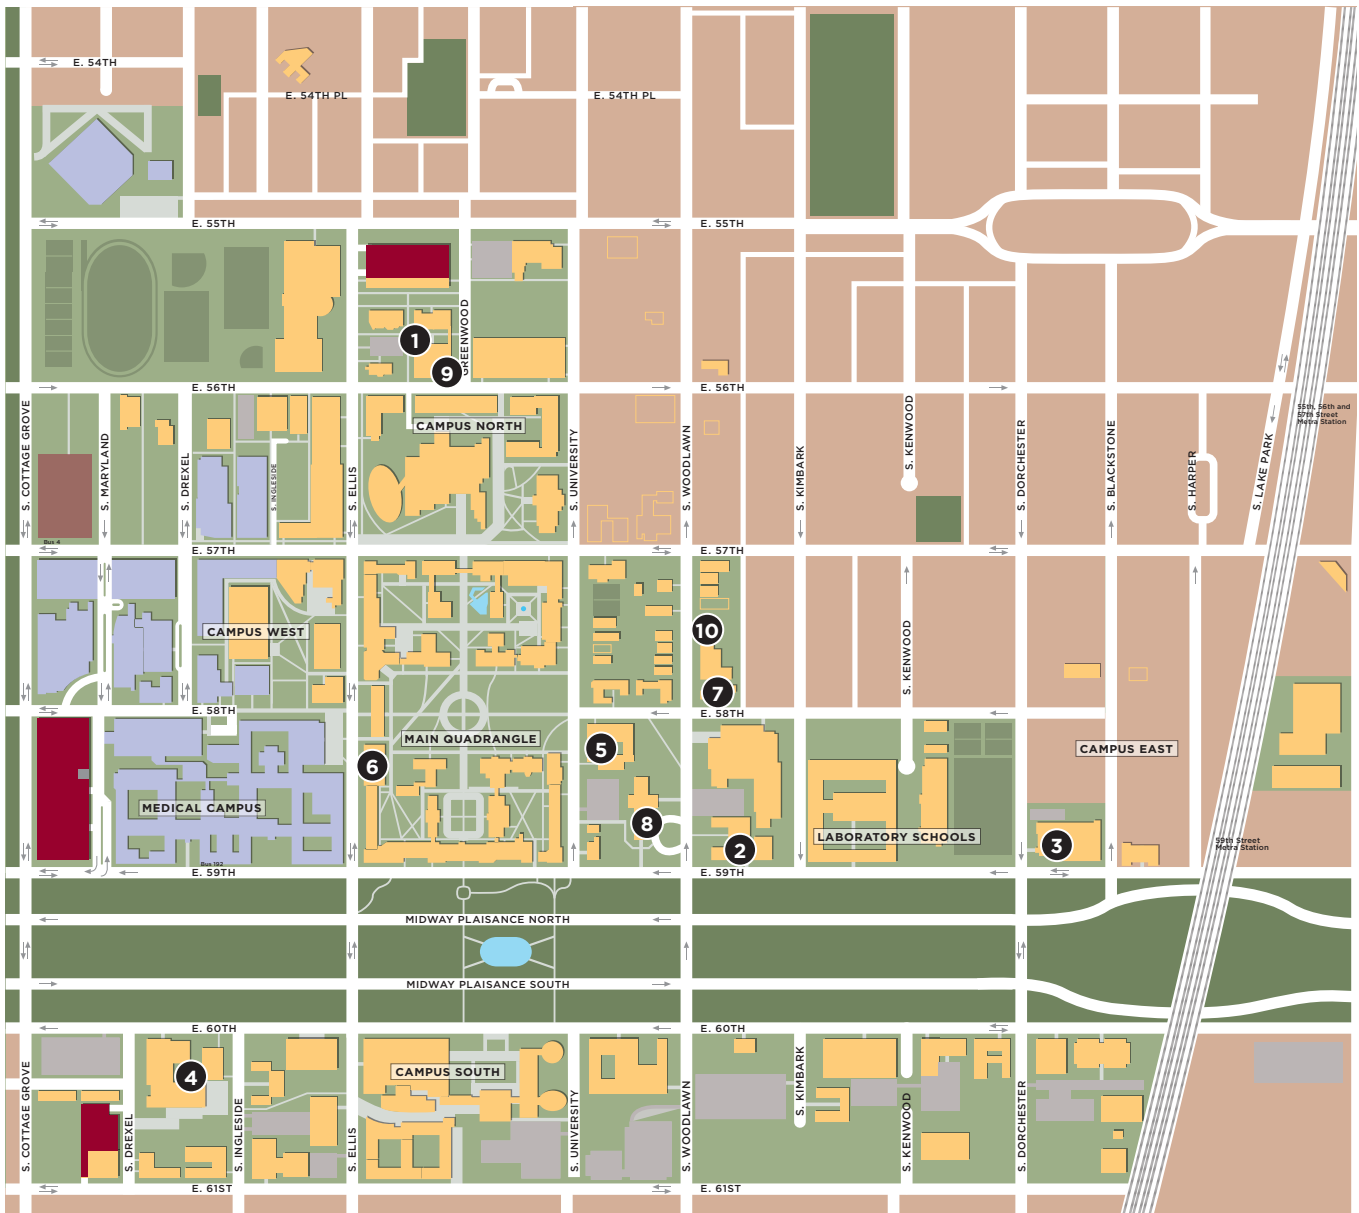 E. 54TH
E. 54TH PL
E. 54TH PL
E. 55TH
E. 55TH
GREENWOOD
1
9
E. 56TH
E. 56TH
55th, 56th and
57th Street
Metra Station
CAMPUS NORTH
S. COTTAGE GROVE
S. MARYLAND
S. DREXEL
S. INGLESIDE
S. ELLIS
S. UNIVERSITY
S. WOODLAWN
S. KIMBARK
S. KENWOOD
S. DORCHESTER
S. BLACKSTONE
S. HARPER
S. LAKE PARK
Bus 4
E. 57TH
E. 57TH
CAMPUS WEST
10
S. KENWOOD
7
E. 58TH
E. 58TH
MAIN QUADRANGLE
5
CAMPUS EAST
6
MEDICAL CAMPUS
8
LABORATORY SCHOOLS
2
3
59th Street
Metra Station
Bus 192
E. 59TH
E. 59TH
MIDWAY PLAISANCE NORTH
MIDWAY PLAISANCE SOUTH
E. 60TH
E. 60TH
4
CAMPUS SOUTH
S. COTTAGE GROVE
S. DREXEL
S. INGLESIDE
S. ELLIS
S. UNIVERSITY
S. WOODLAWN
S. KIMBARK
S. KENWOOD
S. DORCHESTER
E. 61ST
E. 61ST